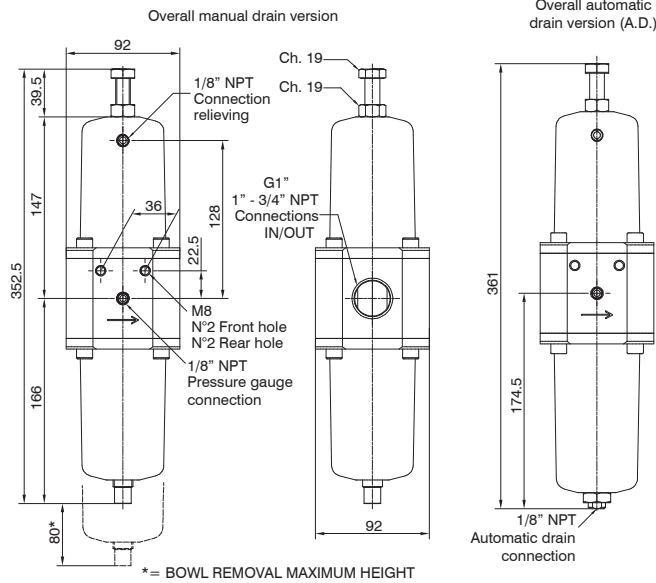 Overall manual drain version
Overall automatic
drain version (A.D.)
92
39.5
147
352.5
166
80*
1/8” NPT
Connection
relieving
128
36
22.5
M8
N°2 Front hole
N°2 Rear hole
1/8” NPT
Pressure gauge
connection
Ch. 19
Ch. 19
G1”
1” - 3/4” NPT
Connections
IN/OUT
92
361
174.5
1/8” NPT
Automatic drain
connection
*= BOWL REMOVAL MAXIMUM HEIGHT